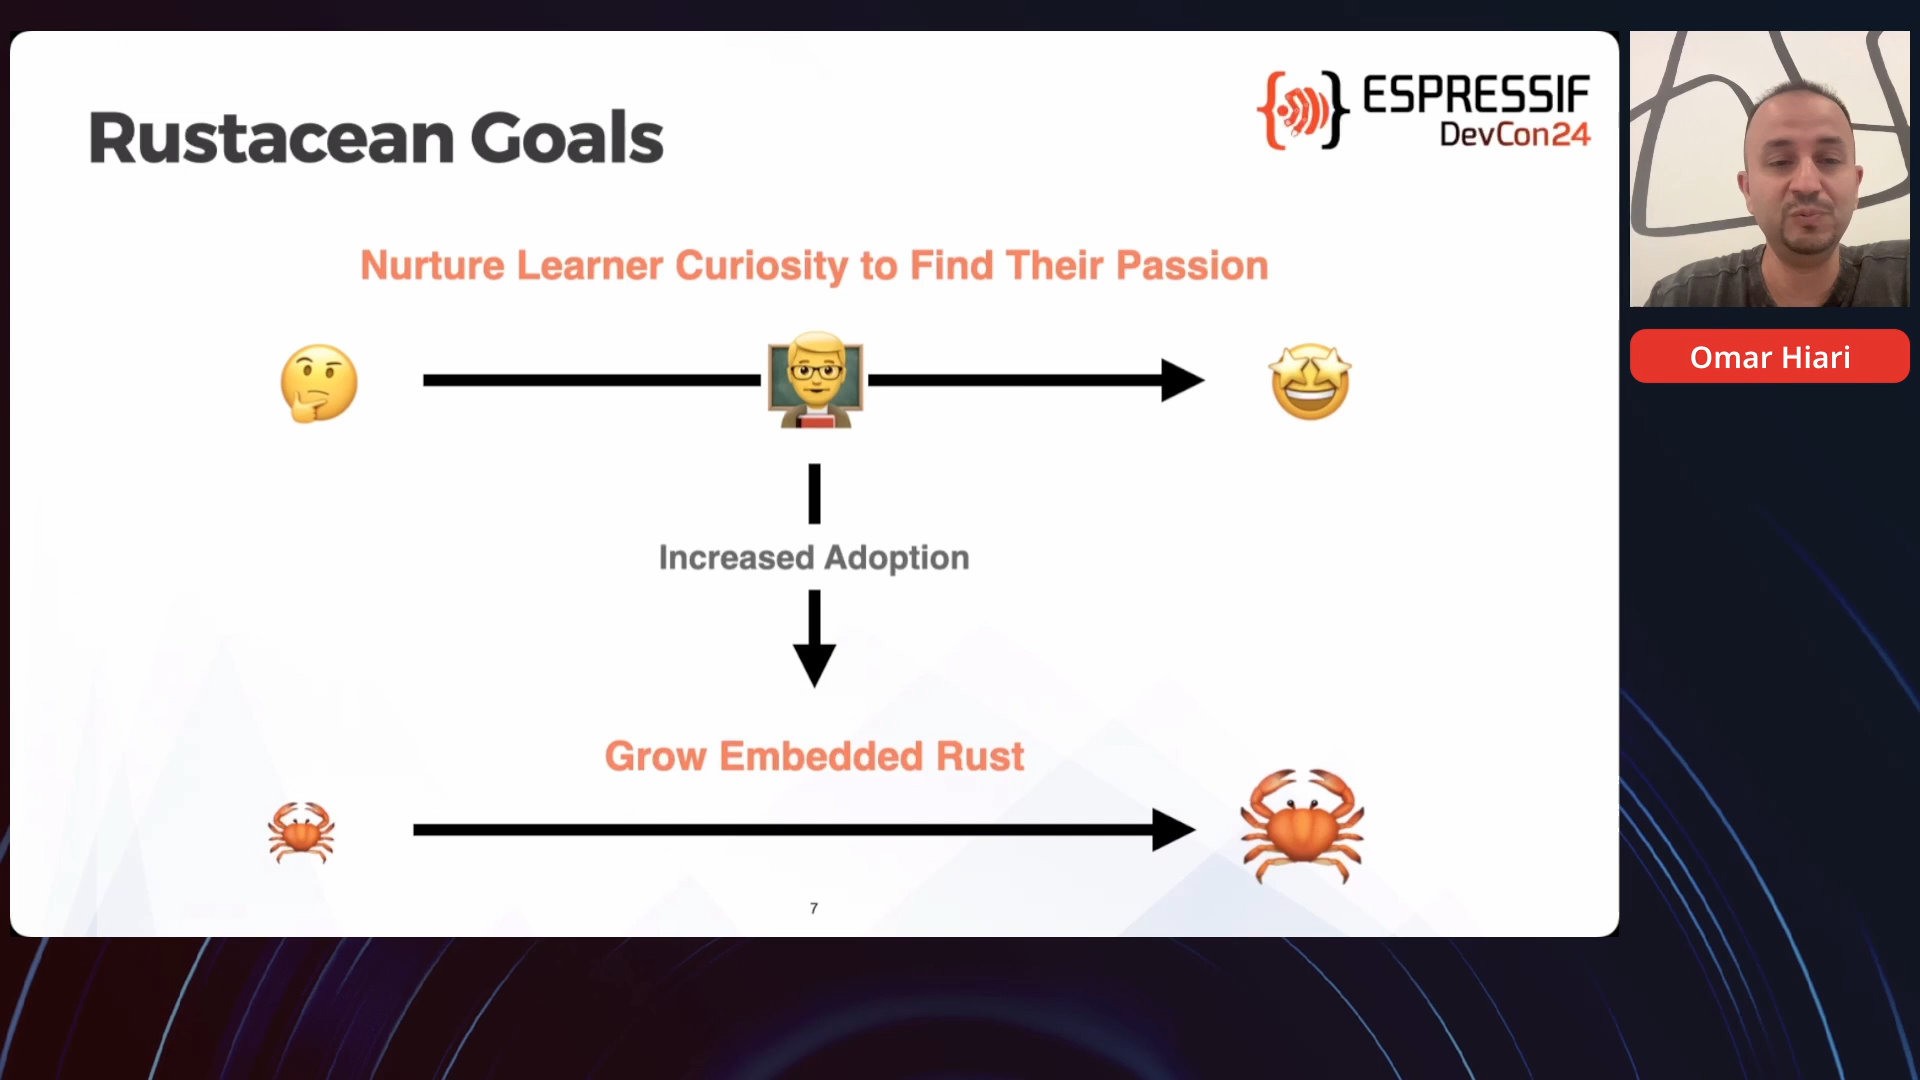 Rustacean Goals
ESPRESSIF
DevCon24
Nurture Learner Curiosity to Find Their Passion
Increased Adoption
Grow Embedded Rust
7
Omar Hiari